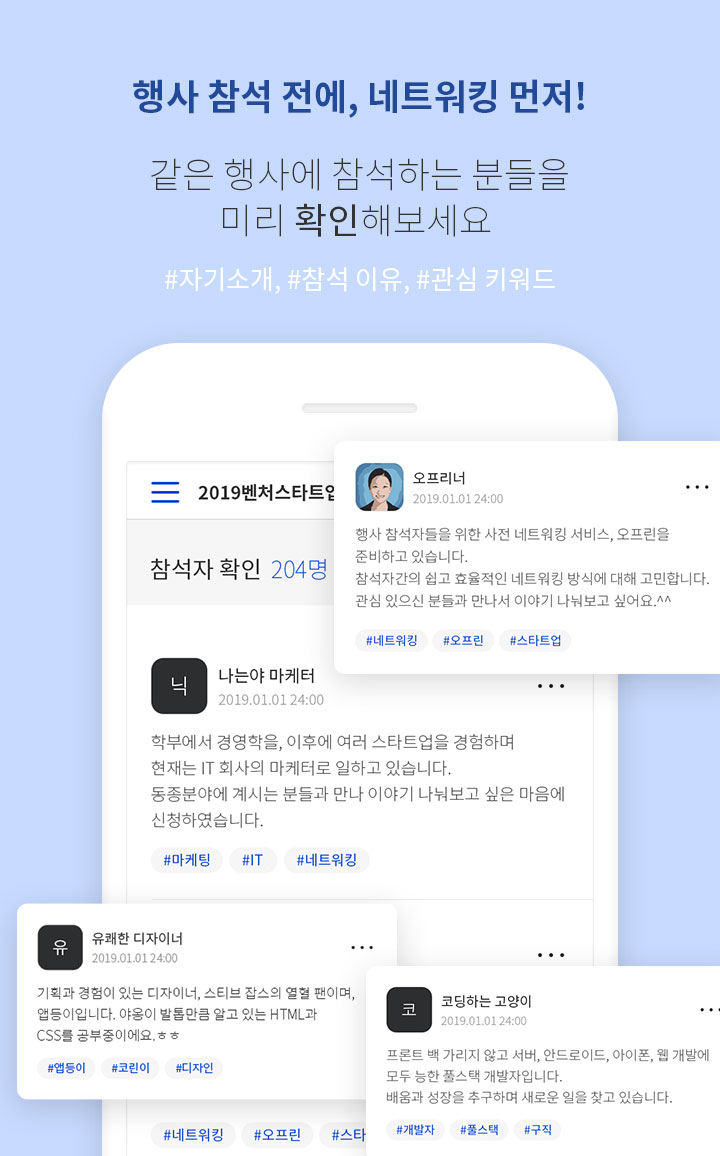 행사 참석 전에, 네트워킹 먼저!
같은 행사에 참석하는 분들을
미리 확인해보세요
#자기소개, #참석 이유, #관심 키워드
2019벤처스타트업
오프리너
2019.01.01 24:00
행사 참석자들을 위한 사전 네트워킹 서비스, 오프린을
준비하고 있습니다.
참석자간의 쉽고 효율적인 네트워킹 방식에 대해 고민합니다.
관심 있으신 분들과 만나서 이야기 나눠보고 싶어요.^^
#네트워킹 #오프린 #스타트업
참석자 확인 204명
닉
나는야 마케터
2019.01.01 24:00
학부에서 경영학을, 이후에 여러 스타트업을 경험하며
현재는 IT 회사의 마케터로 일하고 있습니다.
동종분야에 계시는 분들과 만나 이야기 나눠보고 싶은 마음에
신청하였습니다.
#마케팅 #IT #네트워킹
유
유쾌한 디자이너
2019.01.01 24:00
기획과 경험이 있는 디자이너, 스티브 잡스의 열혈 팬이며,
앱등이입니다. 야옹이 발톱만큼 알고 있는 HTML과
CSS를 공부중이에요.ㅎㅎ
#앱등이 #코린이 #디자인
코
코딩하는 고양이
2019.01.01 24:00
프론트 백 가리지 않고 서버, 안드로이드, 아이폰, 웹 개발에
모두 능한 풀스택 개발자입니다.
배움과 성장을 추구하며 새로운 일을 찾고 있습니다.
#개발자 #풀스택 #구직
#네트워킹 #오프린 #스타